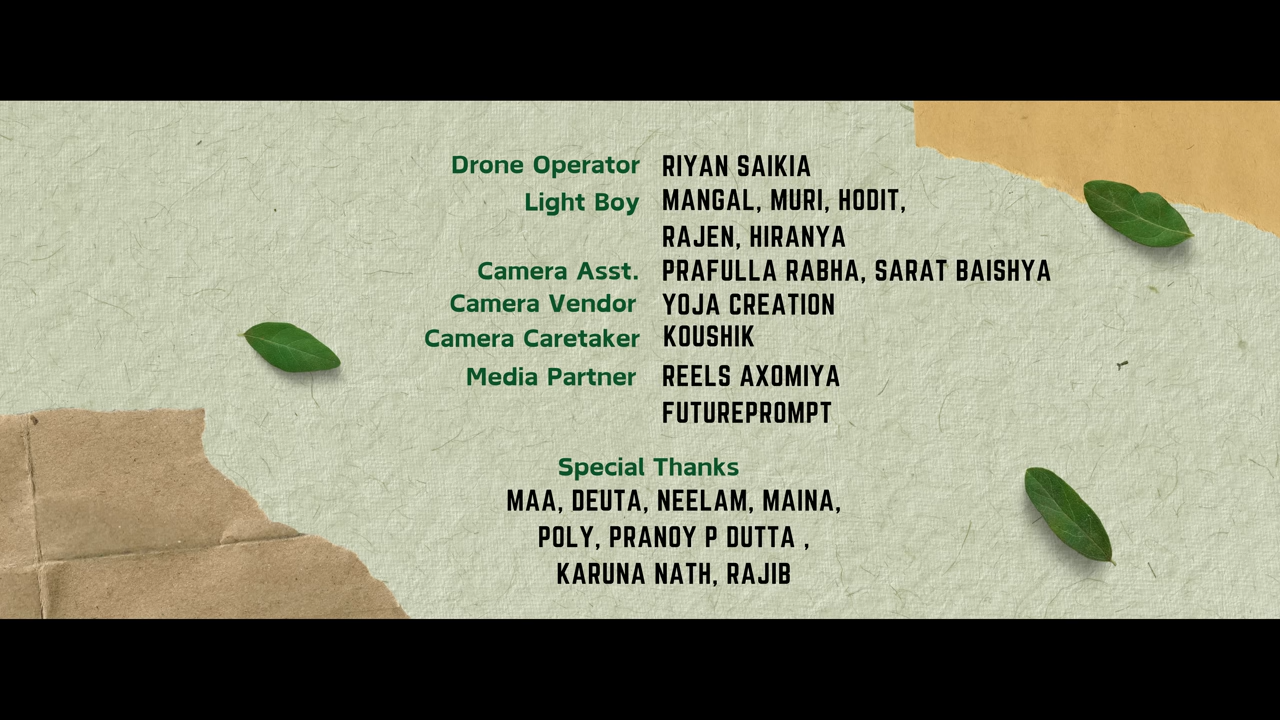 Drone Operator RIYAN SAIKIA
Light Boy MANGAL, MURI, HODIT,
RAJEN, HIRANYA
Camera Asst. PRAFULLA RABHA, SARAT BAISHYA
Camera Vendor YOJA CREATION
Camera Caretaker KOUSHIK
Media Partner REELS AXOMIYA
FUTUREPROMPT
Special Thanks
MAA, DEUTA, NEELAM, MAINA,
POLY, PRANOY P DUTTA ,
KARUNA NATH, RAJIB